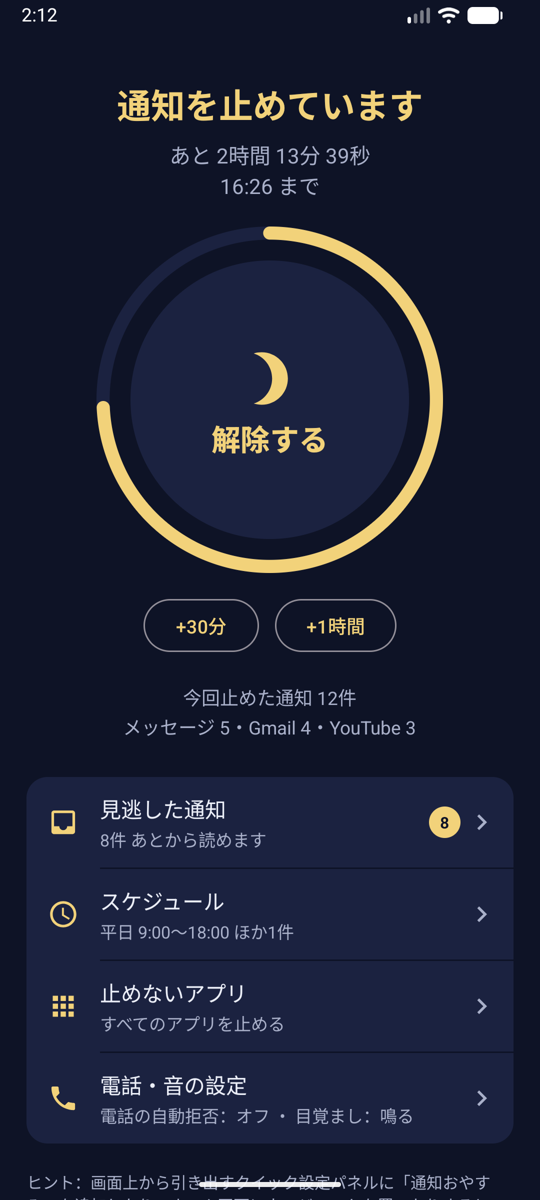 2:12
通知を止めています
あと 2時間 13分 39秒
16:26 まで
解除する
+30分
+1時間
今回止めた通知 12件
メッセージ 5・Gmail 4・YouTube 3
見逃した通知
8
8件 あとから読めます
スケジュール
平日 9:00〜18:00 ほか1件
止めないアプリ
すべてのアプリを止める
電話・音の設定
電話の自動拒否: オフ ・ 目覚まし: 鳴る
ヒント: 画面上から引き出すクイック設定パネルに「通知おやす